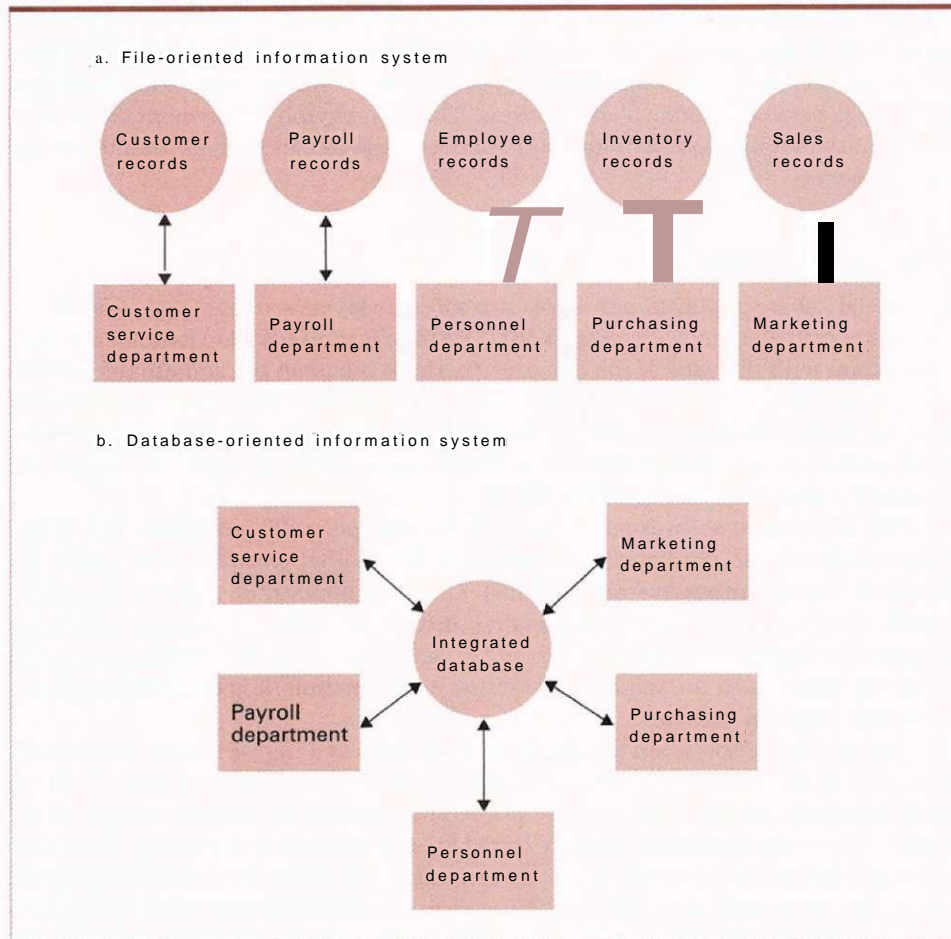 a. File-oriented information system
Customer
records
Payroll
records
Employee
records
Inventory
records
Sales
records
Customer
service
department
Payroll
department
Personnel
department
Purchasing
department
Marketing
department
b. Database-oriented information system
Customer
service
department
Marketing
department
Integrated
database
Payroll
department
Purchasing
department
Personnel
department